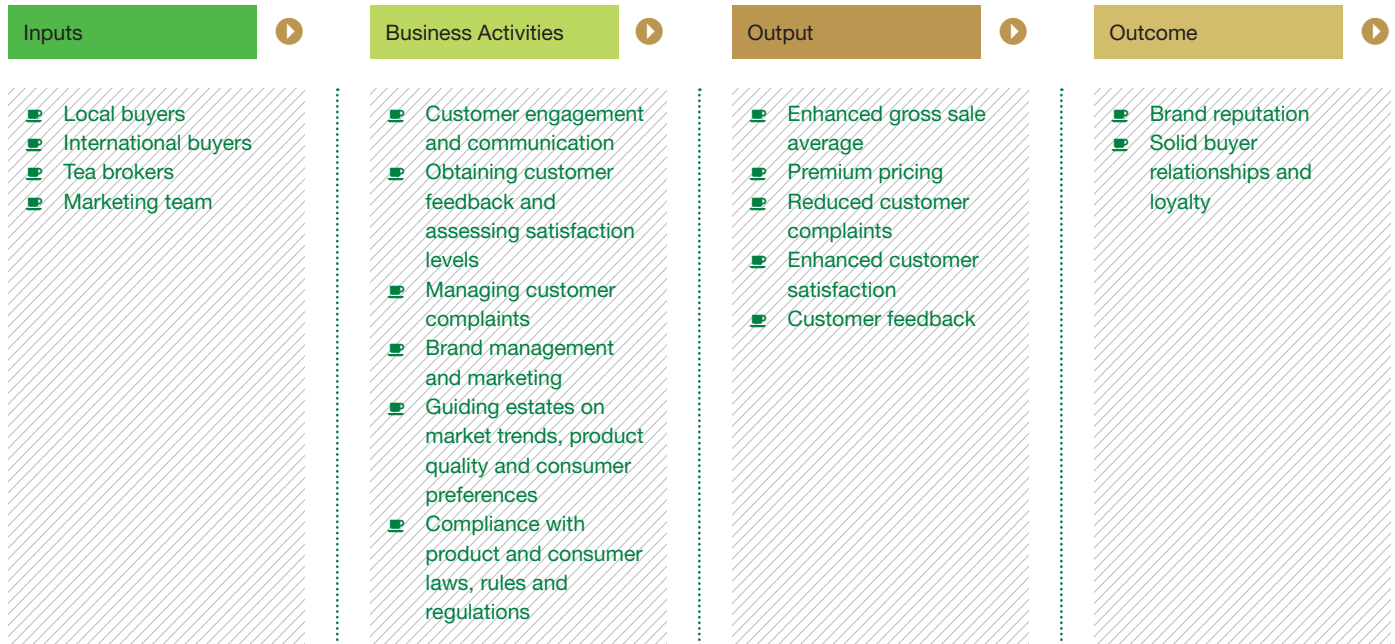 Inputs
Local buyers
International buyers
Tea brokers
Marketing team
Business Activities
Customer engagement
and communication
Obtaining customer
feedback and
assessing satisfaction
levels
Managing customer
complaints
Brand management
and marketing
Guiding estates on
market trends, product
quality and consumer
preferences
Compliance with
product and consumer
laws, rules and
regulations
Output
Enhanced gross sale
average
Premium pricing
Reduced customer
complaints
Enhanced customer
satisfaction
Customer feedback
Outcome
Brand reputation
Solid buyer
relationships and
loyalty